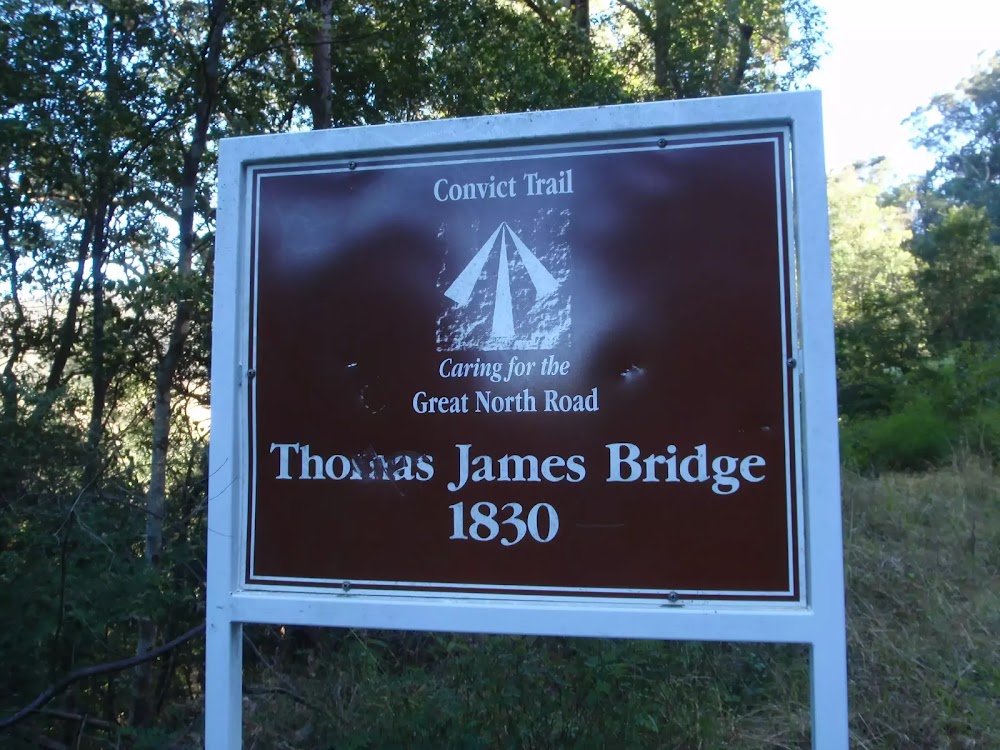 Convict Trail
Caring for the
Great North Road
Thomas James Bridge
1830